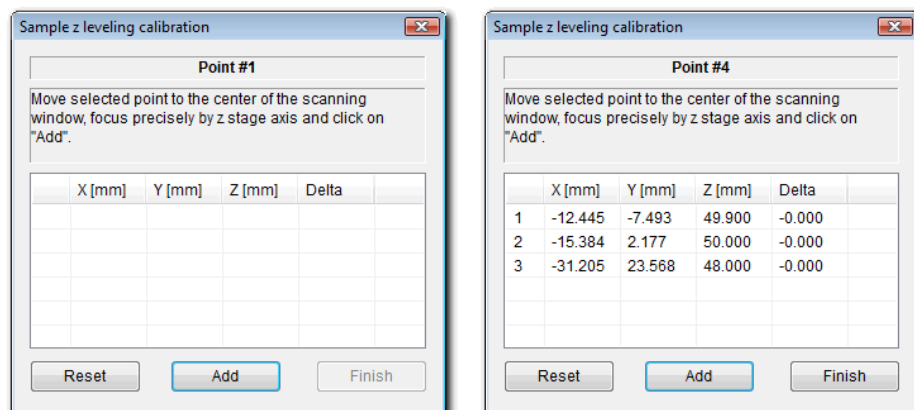 Sample z leveling calibration
Point #1
Move selected point to the center of the scanning
window, focus precisely by z stage axis and click on
"Add".
X [mm] Y [mm] Z [mm] Delta
Reset Add Finish
Sample z leveling calibration
Point #4
Move selected point to the center of the scanning
window, focus precisely by z stage axis and click on
"Add".
X [mm] Y [mm] Z [mm] Delta
1 -12.445 -7.493 49.900 -0.000
2 -15.384 2.177 50.000 -0.000
3 -31.205 23.568 48.000 -0.000
Reset Add Finish